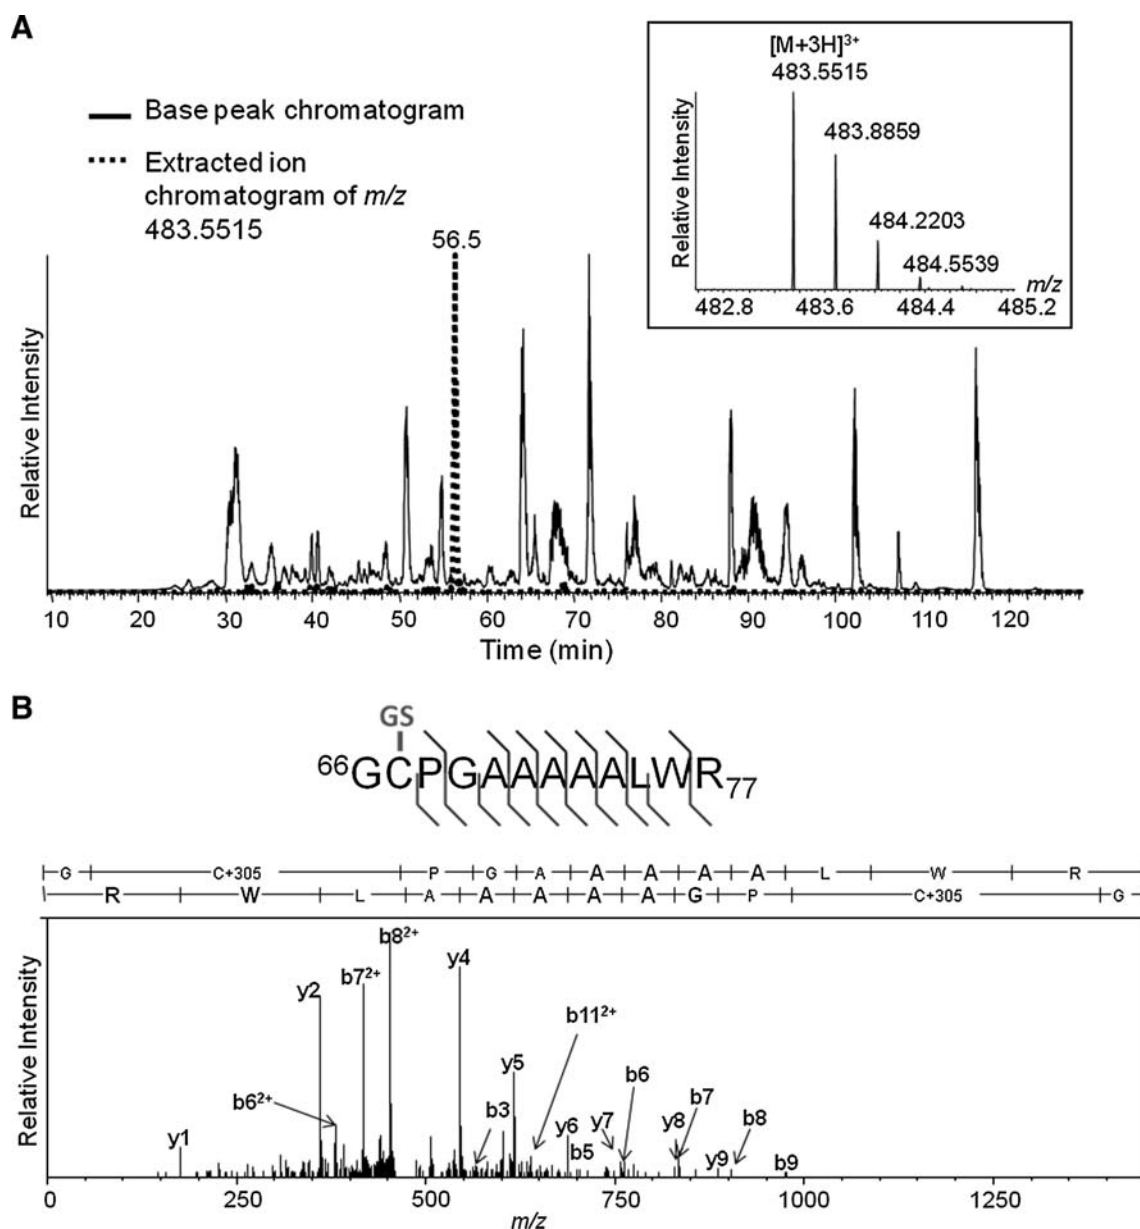 A
Base peak chromatogram
Extracted ion
chromatogram of m/z
483.5515
56.5
[M+3H]3+
483.5515
483.8859
484.2203
484.5539
m/z
Relative Intensity
482.8 483.6 484.4 485.2
Relative Intensity
10 20 30 40 50 60 70 80 90 100 110 120
Time (min)
B
GS
66GCPGAAAAALWR77
G C+305 P G A A A A A L W R
R W L A A A A A G P C+305 G
Relative Intensity
b82+
y4
b72+
y2
b112+
y5
b6
b62+
b3
b7
y1
y6
y7
y8
b8
b5
y9
b9
0 250 500 750 1000 1250
m/z